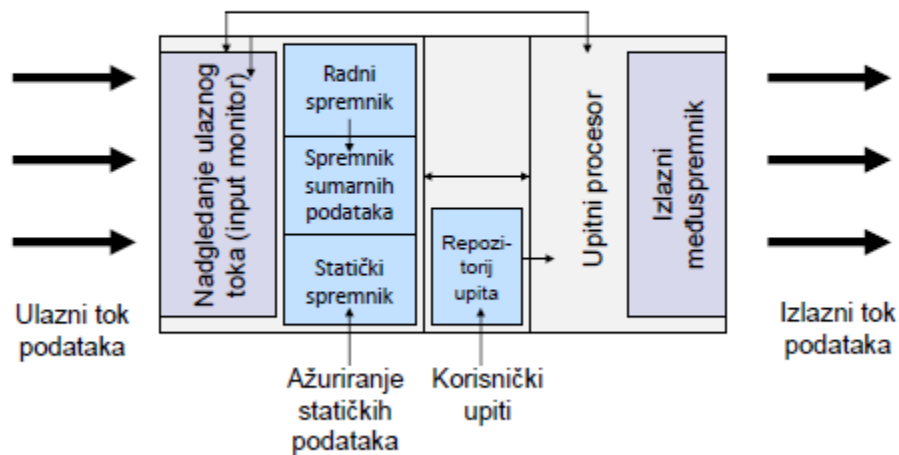 Ulazni tok
podataka
Nadgledanje ulaznog
toka (input monitor)
Radni
spremnik
Spremnik
sumarnih
podataka
Statički
spremnik
Ažuriranje
statičkih
podataka
Repozi-
torij
upita
Korisnički
upiti
Upitni procesor
Izlazni
međuspremnik
Izlazni tok
podataka